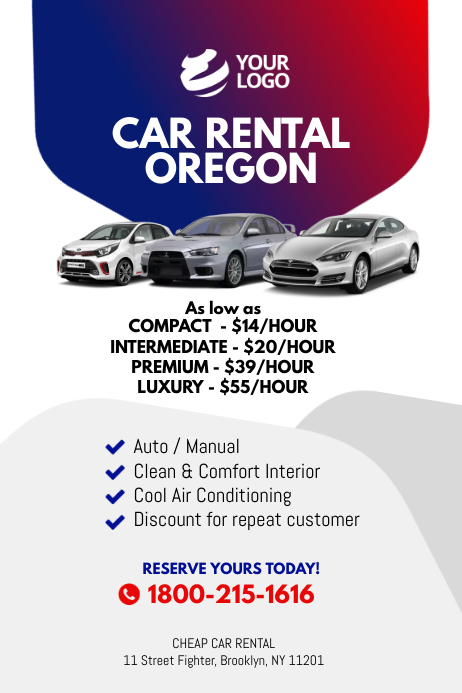 YOUR
LOGO
CAR RENTAL
OREGON
As low as
COMPACT - $14/HOUR
INTERMEDIATE - $20/HOUR
PREMIUM - $39/HOUR
LUXURY - $55/HOUR
Auto / Manual
Clean & Comfort Interior
Cool Air Conditioning
Discount for repeat customer
RESERVE YOURS TODAY!
1800-215-1616
CHEAP CAR RENTAL
11 Street Fighter, Brooklyn, NY 11201